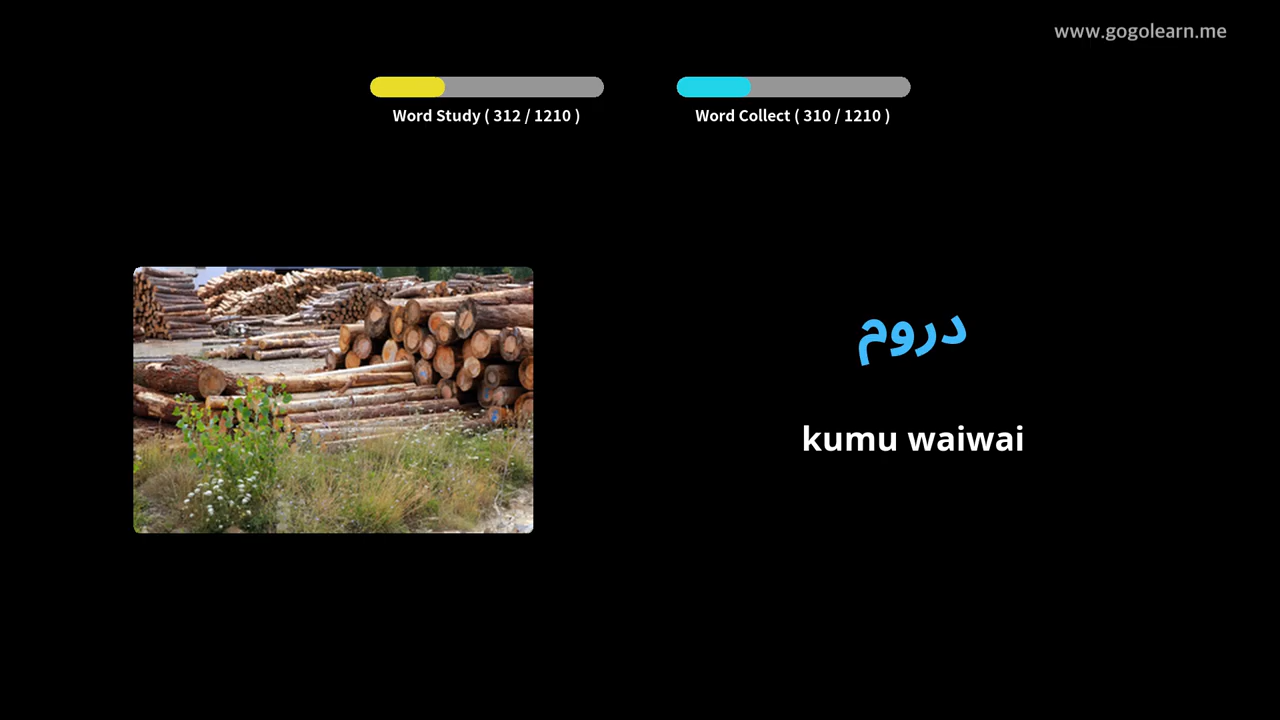 www.gogolearn.me
Word Study ( 312 / 1210 )
Word Collect ( 310 / 1210 )
دروم
kumu waiwai